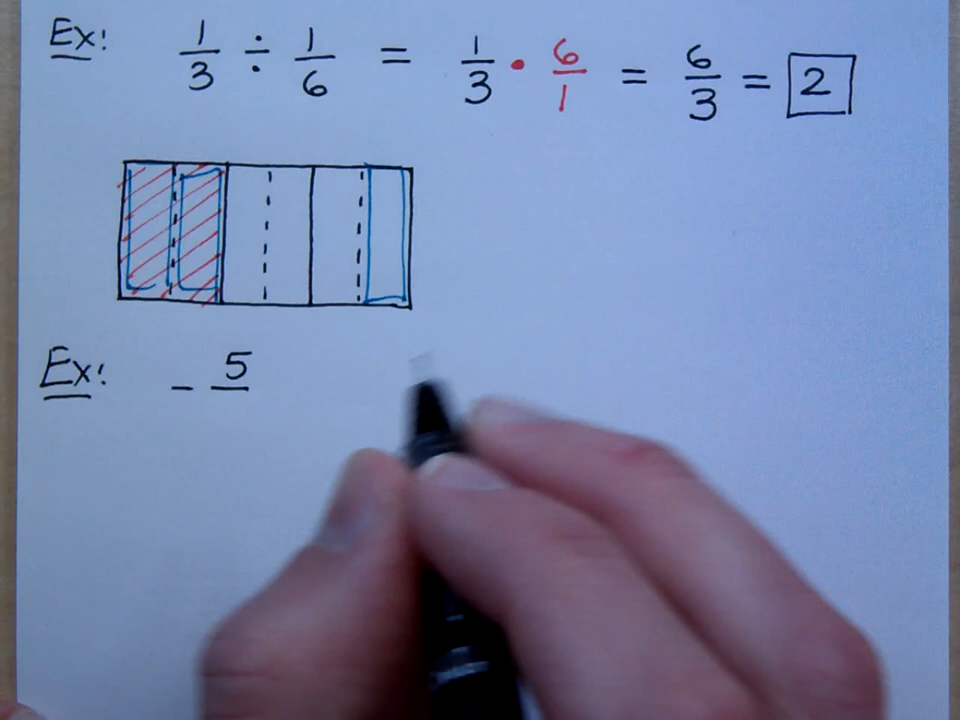 Ex: 1/3 ÷ 1/6 = 1/3 · 6/1 = 6/3 = 2
Ex: - 5